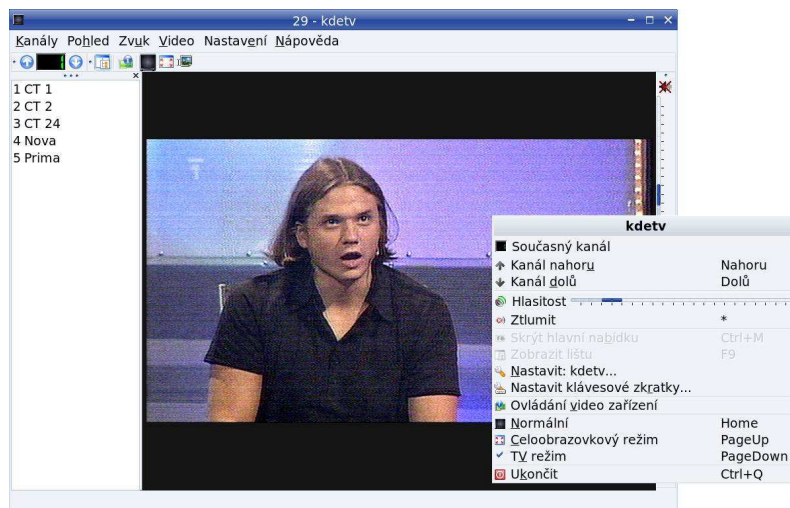 29 - kdetv
Kanály Pohled Zvuk Video Nastavení Nápověda
1 CT 1
2 CT 2
3 CT 24
4 Nova
5 Prima
kdetv
Současný kanál
Kanál nahoru Nahoru
Kanál dolů Dolů
Hlasitost
Ztlumit *
Skrýt hlavní nabídku Ctrl+M
Zobrazit lištu F9
Nastavit: kdetv...
Nastavit klávesové zkratky...
Ovládání video zařízení
Normální Home
Celoobrazovkový režim PageUp
TV režim PageDown
Ukončit Ctrl+Q